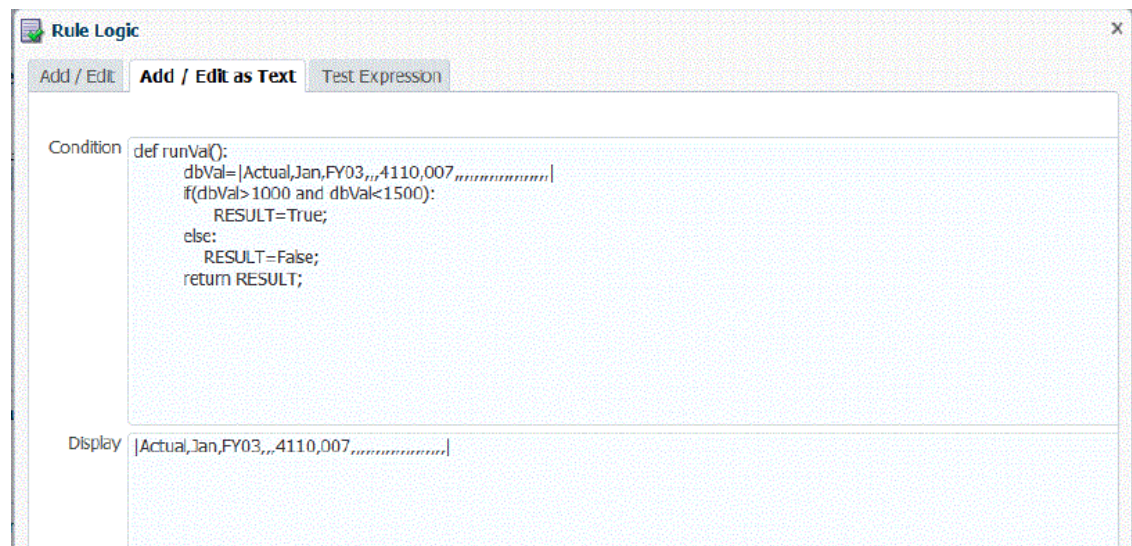 Rule Logic
×
Add / Edit Add / Edit as Text Test Expression
Condition
def runVal():
dbVal=|Actual,Jan,FY03,,,4110,007,,,,,,,,,,,,,,,,,,,|
if(dbVal>1000 and dbVal<1500):
RESULT=True;
else:
RESULT=False;
return RESULT;
Display
|Actual,Jan,FY03,,,4110,007,,,,,,,,,,,,,,,,,,,|